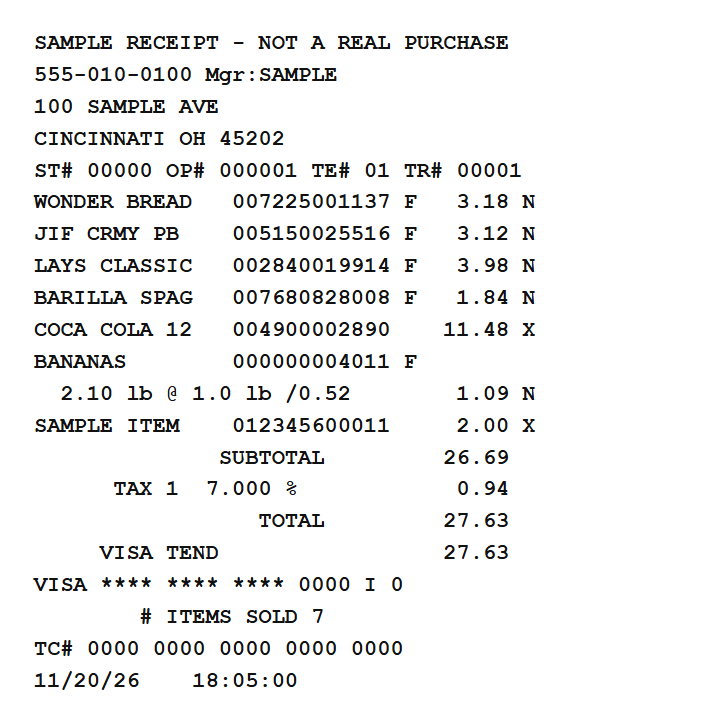 SAMPLE RECEIPT - NOT A REAL PURCHASE
555-010-0100 Mgr:SAMPLE
100 SAMPLE AVE
CINCINNATI OH 45202
ST# 00000 OP# 000001 TE# 01 TR# 00001
WONDER BREAD 007225001137 F 3.18 N
JIF CRMY PB 005150025516 F 3.12 N
LAYS CLASSIC 002840019914 F 3.98 N
BARILLA SPAG 007680828008 F 1.84 N
COCA COLA 12 004900002890 11.48 X
BANANAS 000000004011 F
2.10 lb @ 1.0 lb /0.52 1.09 N
SAMPLE ITEM 012345600011 2.00 X
SUBTOTAL 26.69
TAX 1 7.000 % 0.94
TOTAL 27.63
VISA TEND 27.63
VISA **** **** **** 0000 I 0
# ITEMS SOLD 7
TC# 0000 0000 0000 0000 0000
11/20/26 18:05:00